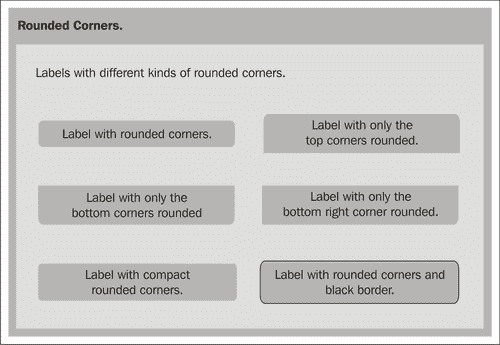 Rounded Corners.
Labels with different kinds of rounded corners.
Label with rounded corners.
Label with only the
top corners rounded.
Label with only the
bottom corners rounded
Label with only the
bottom right corner rounded.
Label with compact
rounded corners.
Label with rounded corners and
black border.